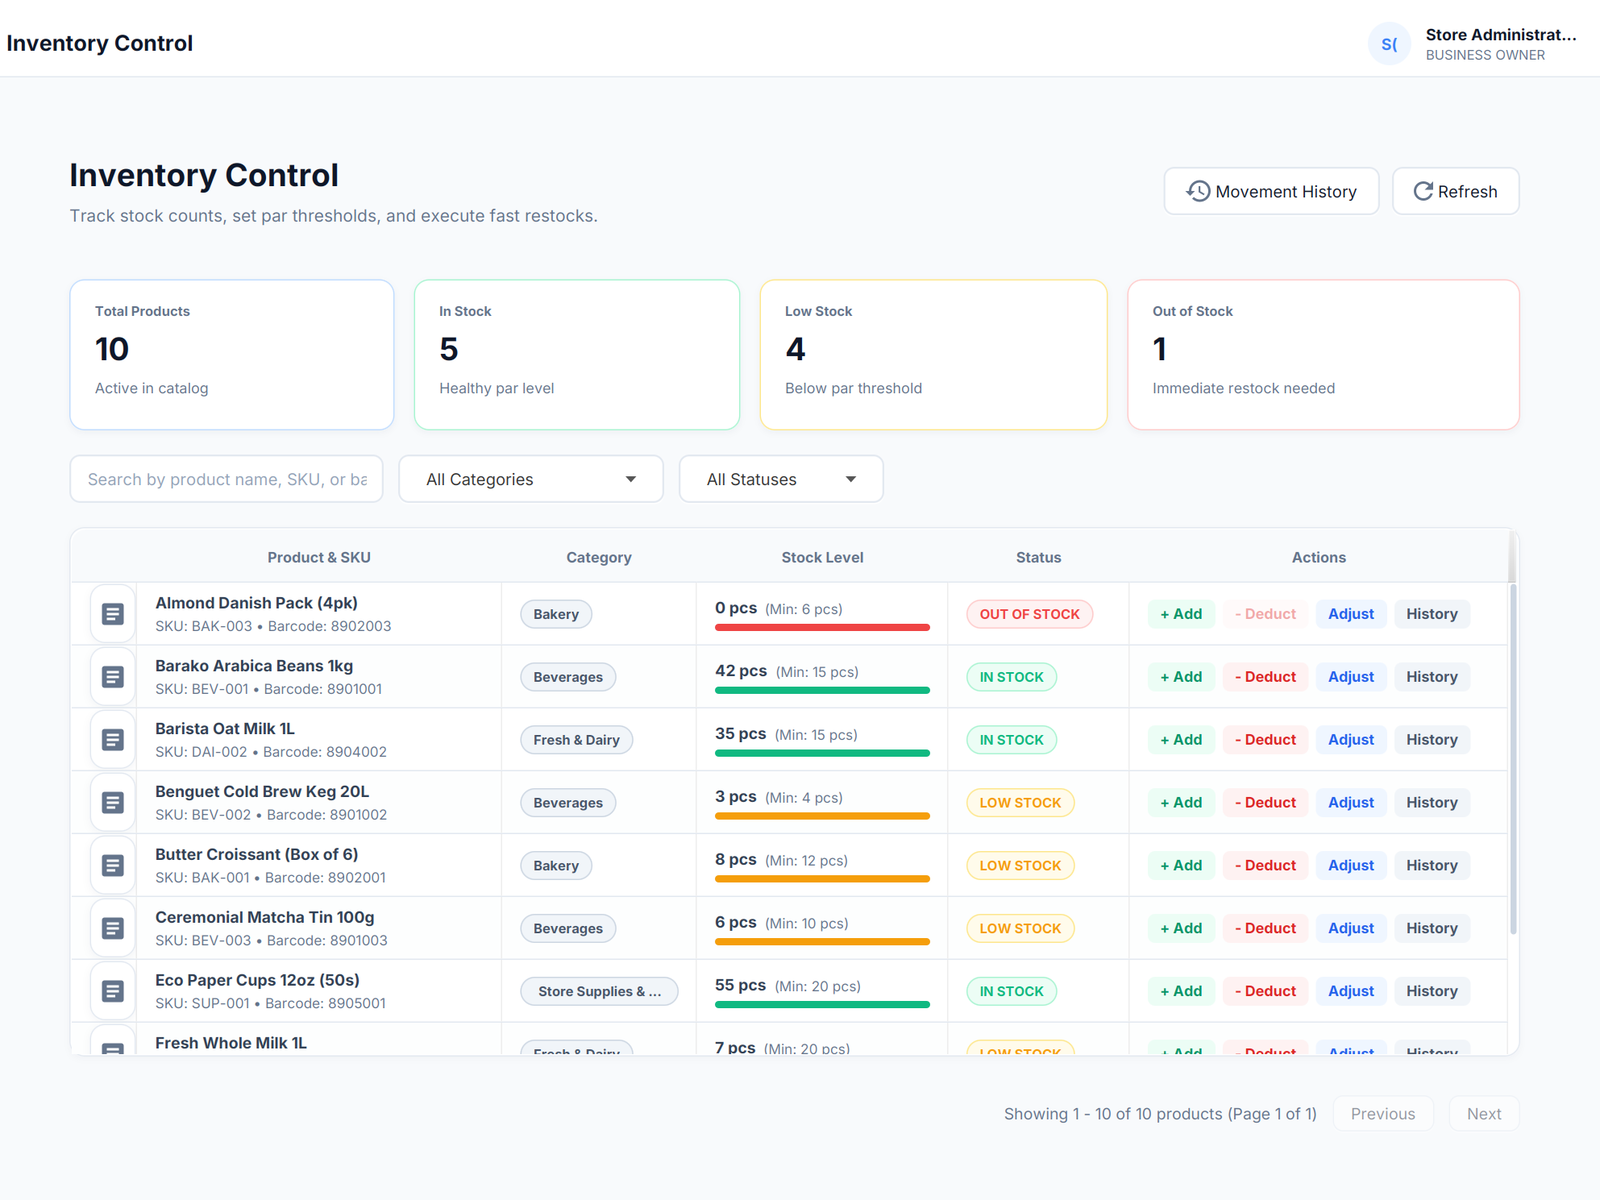 Inventory Control
S(
Store Administrat...
BUSINESS OWNER
Inventory Control
Track stock counts, set par thresholds, and execute fast restocks.
Movement History
Refresh
Total Products
10
Active in catalog
In Stock
5
Healthy par level
Low Stock
4
Below par threshold
Out of Stock
1
Immediate restock needed
Search by product name, SKU, or ba
All Categories
All Statuses
Product & SKU Category Stock Level Status Actions
Almond Danish Pack (4pk)
SKU: BAK-003 • Barcode: 8902003
Bakery
0 pcs (Min: 6 pcs)
OUT OF STOCK
+ Add - Deduct Adjust History
Barako Arabica Beans 1kg
SKU: BEV-001 • Barcode: 8901001
Beverages
42 pcs (Min: 15 pcs)
IN STOCK
+ Add - Deduct Adjust History
Barista Oat Milk 1L
SKU: DAI-002 • Barcode: 8904002
Fresh & Dairy
35 pcs (Min: 15 pcs)
IN STOCK
+ Add - Deduct Adjust History
Benguet Cold Brew Keg 20L
SKU: BEV-002 • Barcode: 8901002
Beverages
3 pcs (Min: 4 pcs)
LOW STOCK
+ Add - Deduct Adjust History
Butter Croissant (Box of 6)
SKU: BAK-001 • Barcode: 8902001
Bakery
8 pcs (Min: 12 pcs)
LOW STOCK
+ Add - Deduct Adjust History
Ceremonial Matcha Tin 100g
SKU: BEV-003 • Barcode: 8901003
Beverages
6 pcs (Min: 10 pcs)
LOW STOCK
+ Add - Deduct Adjust History
Eco Paper Cups 12oz (50s)
SKU: SUP-001 • Barcode: 8905001
Store Supplies & ...
55 pcs (Min: 20 pcs)
IN STOCK
+ Add - Deduct Adjust History
Fresh Whole Milk 1L
Fresh & Dairy
7 pcs (Min: 20 pcs)
LOW STOCK
+ Add - Deduct Adjust History
Showing 1 - 10 of 10 products (Page 1 of 1)
Previous
Next